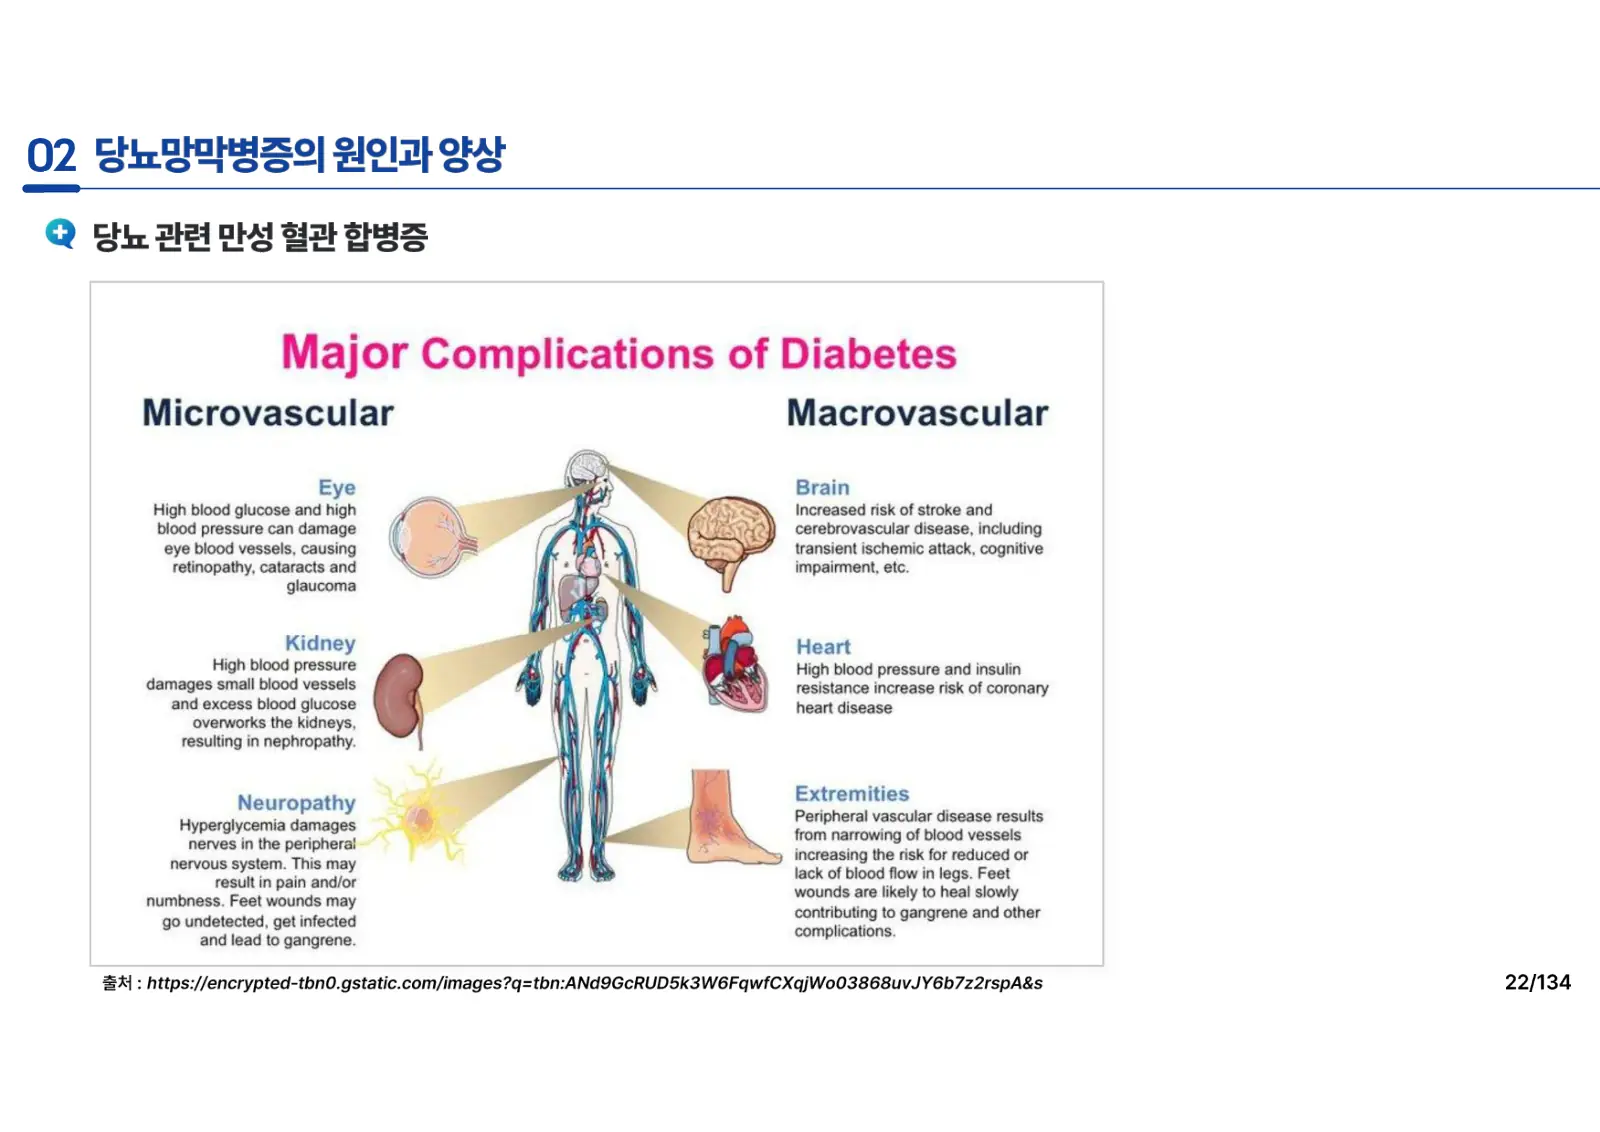 02 당뇨망막병증의 원인과 양상
당뇨 관련 만성 혈관 합병증
Major Complications of Diabetes
Microvascular
Macrovascular
Eye
High blood glucose and high
blood pressure can damage
eye blood vessels, causing
retinopathy, cataracts and
glaucoma
Kidney
High blood pressure
damages small blood vessels
and excess blood glucose
overworks the kidneys,
resulting in nephropathy.
Neuropathy
Hyperglycemia damages
nerves in the peripheral
nervous system. This may
result in pain and/or
numbness. Feet wounds may
go undetected, get infected
and lead to gangrene.
Brain
Increased risk of stroke and
cerebrovascular disease, including
transient ischemic attack, cognitive
impairment, etc.
Heart
High blood pressure and insulin
resistance increase risk of coronary
heart disease
Extremities
Peripheral vascular disease results
from narrowing of blood vessels
increasing the risk for reduced or
lack of blood flow in legs. Feet
wounds are likely to heal slowly
contributing to gangrene and other
complications.
출처 : https://encrypted-tbn0.gstatic.com/images?q=tbn:ANd9GcRUD5k3W6FqwfCXqjWo03868uvJY6b7z2rspA&s
22/134